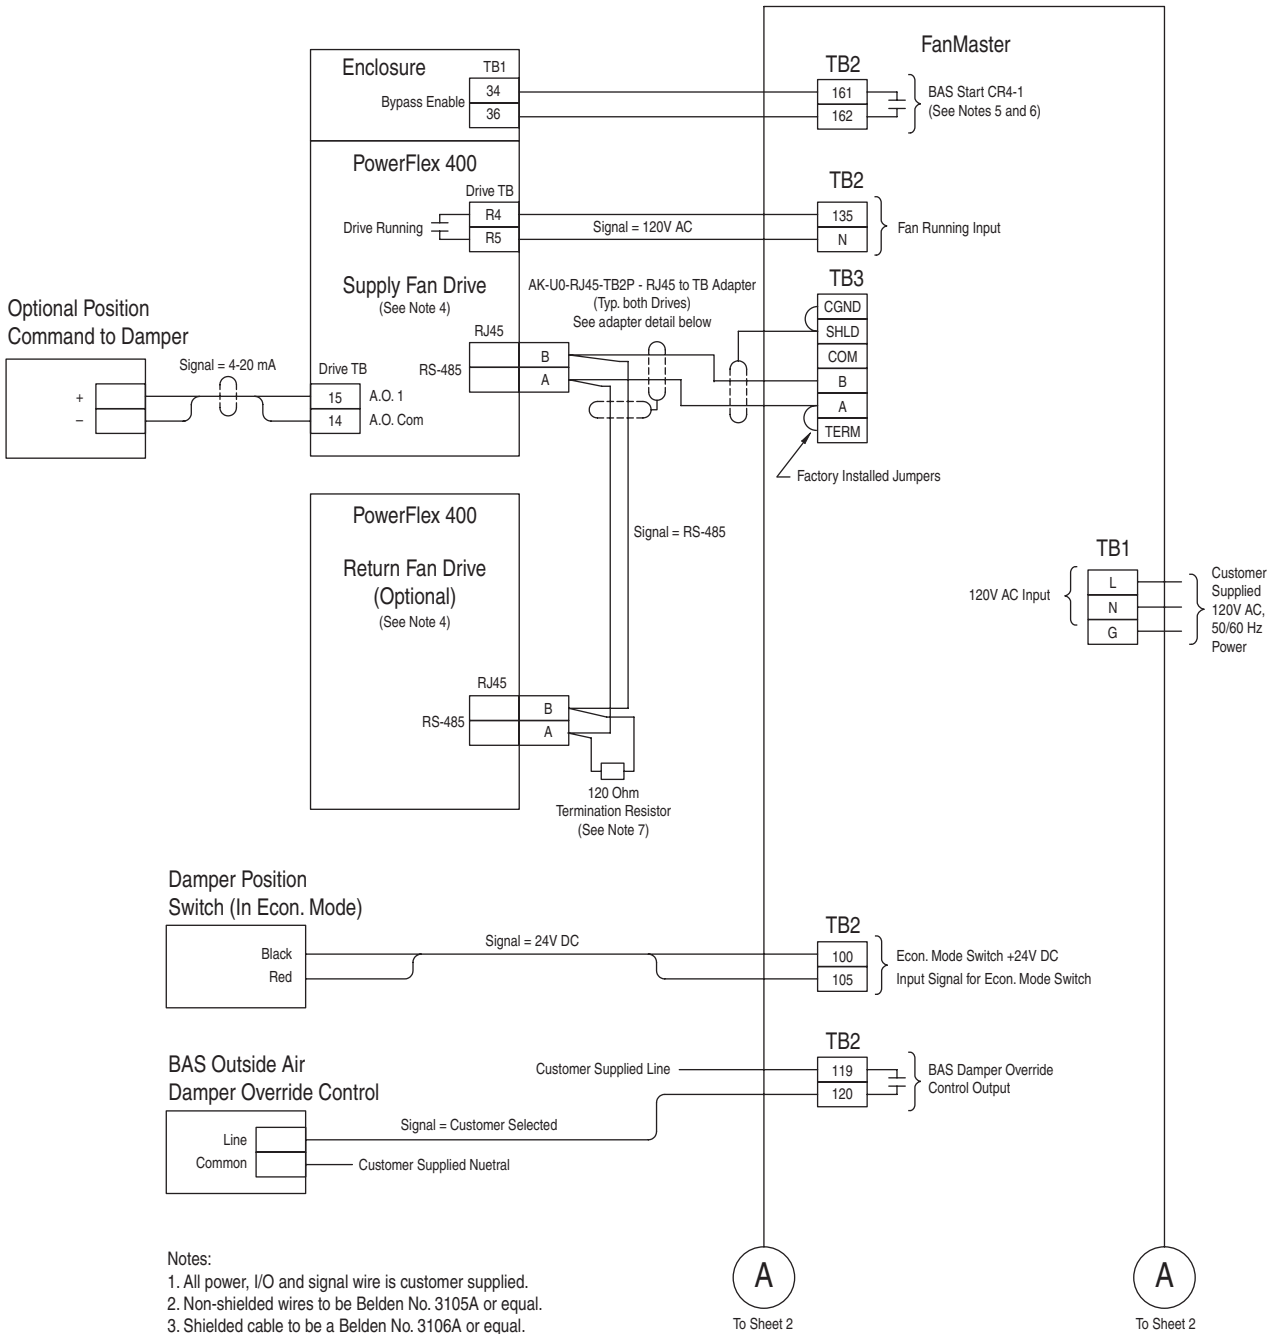 FanMaster
Enclosure
TB1
Bypass Enable
34
36
TB2
161
162
BAS Start CR4-1
(See Notes 5 and 6)
PowerFlex 400
Drive TB
Drive Running
R4
R5
Signal = 120V AC
TB2
135
N
Fan Running Input
Supply Fan Drive
(See Note 4)
AK-U0-RJ45-TB2P - RJ45 to TB Adapter
(Typ. both Drives)
See adapter detail below
RJ45
RS-485
B
A
TB3
CGND
SHLD
COM
B
A
TERM
Factory Installed Jumpers
Optional Position
Command to Damper
+
–
Signal = 4-20 mA
Drive TB
15
A.O. 1
14
A.O. Com
PowerFlex 400
Return Fan Drive
(Optional)
(See Note 4)
Signal = RS-485
RJ45
RS-485
B
A
120 Ohm
Termination Resistor
(See Note 7)
120V AC Input
TB1
L
N
G
Customer
Supplied
120V AC,
50/60 Hz
Power
Damper Position
Switch (In Econ. Mode)
Black
Red
Signal = 24V DC
TB2
100
105
Econ. Mode Switch +24V DC
Input Signal for Econ. Mode Switch
BAS Outside Air
Damper Override Control
Line
Common
Customer Supplied Line
Signal = Customer Selected
Customer Supplied Nuetral
TB2
119
120
BAS Damper Override
Control Output
Notes:
1. All power, I/O and signal wire is customer supplied.
2. Non-shielded wires to be Belden No. 3105A or equal.
3. Shielded cable to be a Belden No. 3106A or equal.
A
To Sheet 2
A
To Sheet 2